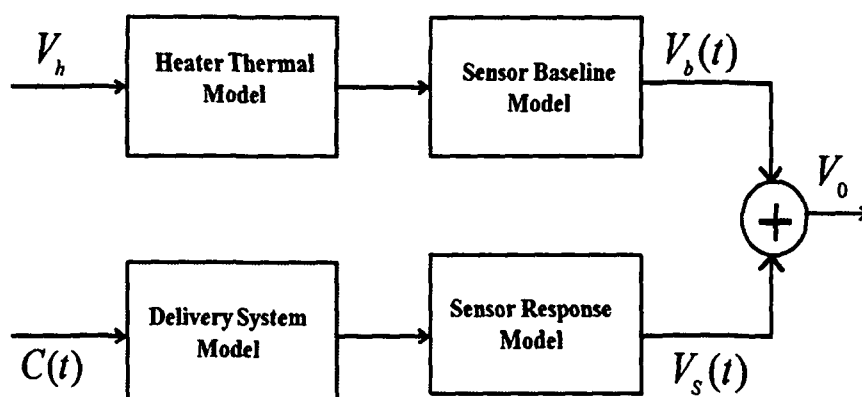 V_h
Heater Thermal
Model
Sensor Baseline
Model
V_b(t)
+
V_0
C(t)
Delivery System
Model
Sensor Response
Model
V_S(t)